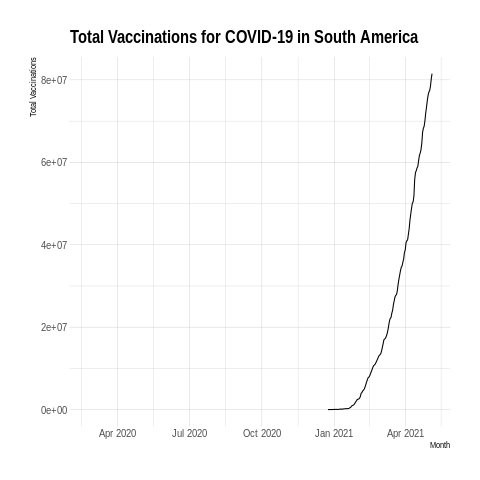 Total Vaccinations for COVID-19 in South America
Total Vaccinations
8e+07
6e+07
4e+07
2e+07
0e+00
Apr 2020 Jul 2020 Oct 2020 Jan 2021 Apr 2021
Month